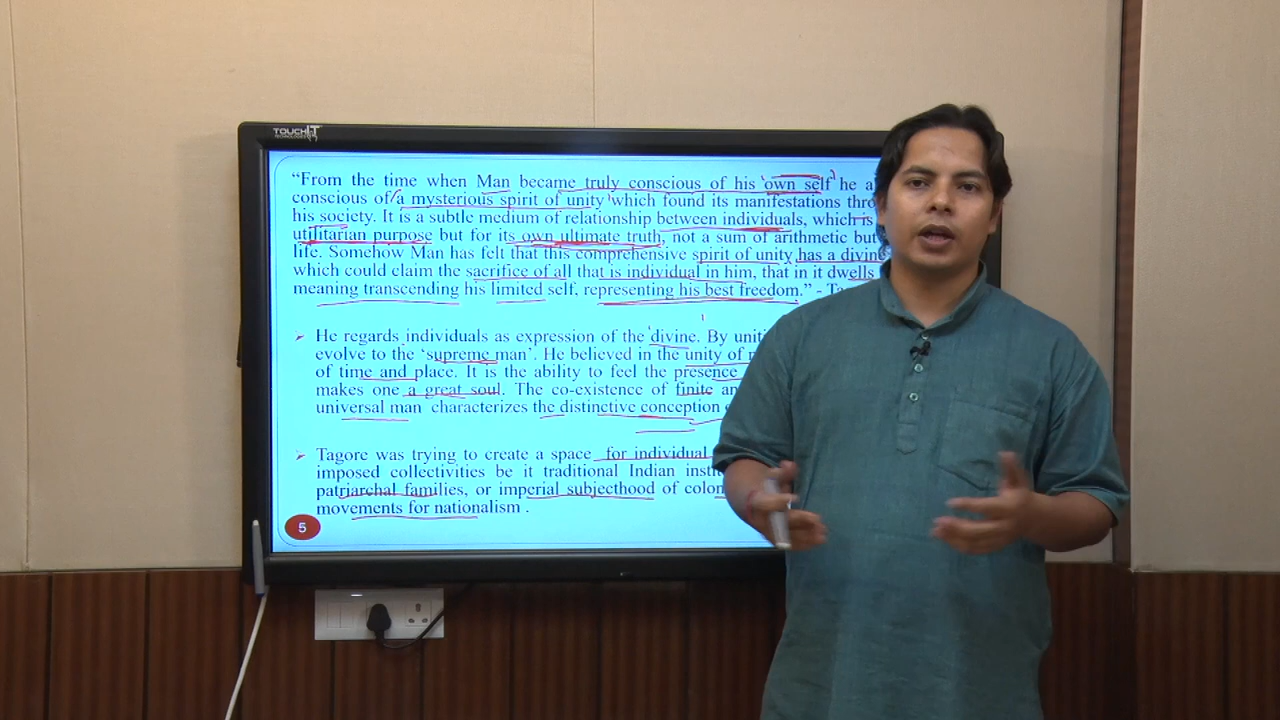 TOUCHIT
TECHNOLOGIES
“From the time when Man became truly conscious of his ‘own self’ he
conscious of a mysterious spirit of unity which found its manifestations
his society. It is a subtle medium of relationship between individuals, which is
utilitarian purpose but for its own ultimate truth, not a sum of arithmetic but
life. Somehow Man has felt that this comprehensive spirit of unity has a divine
which could claim the sacrifice of all that is individual in him, that in it dwells
meaning transcending his limited self, representing his best freedom.” -
➢ He regards individuals as expression of the ‘divine. By
evolve to the ‘supreme man’. He believed in the unity of
of time and place. It is the ability to feel the presence
makes one a great soul. The co-existence of finite
universal man characterizes the distinctive conception
➢ Tagore was trying to create a space for individual
imposed collectivities be it traditional Indian
patriarchal families, or imperial subjecthood of
movements for nationalism .
5